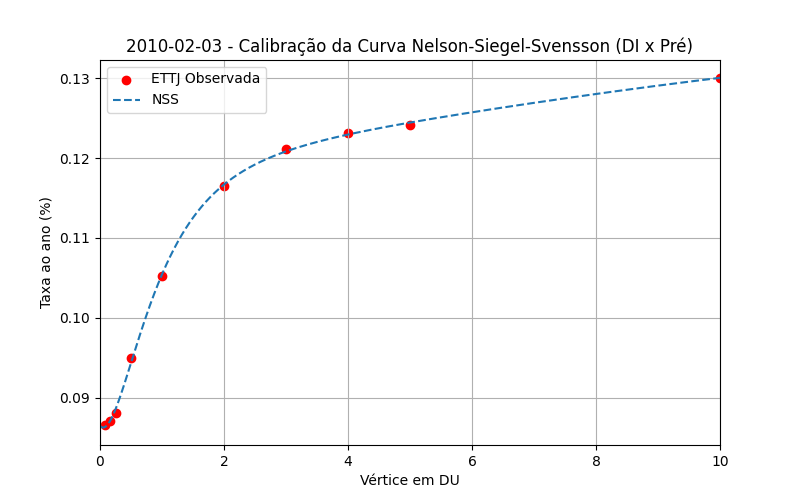 2010-02-03 - Calibração da Curva Nelson-Siegel-Svensson (DI x Pré)
ETTJ Observada
NSS
Taxa ao ano (%)
0.13
0.12
0.11
0.10
0.09
0 2 4 6 8 10
Vértice em DU